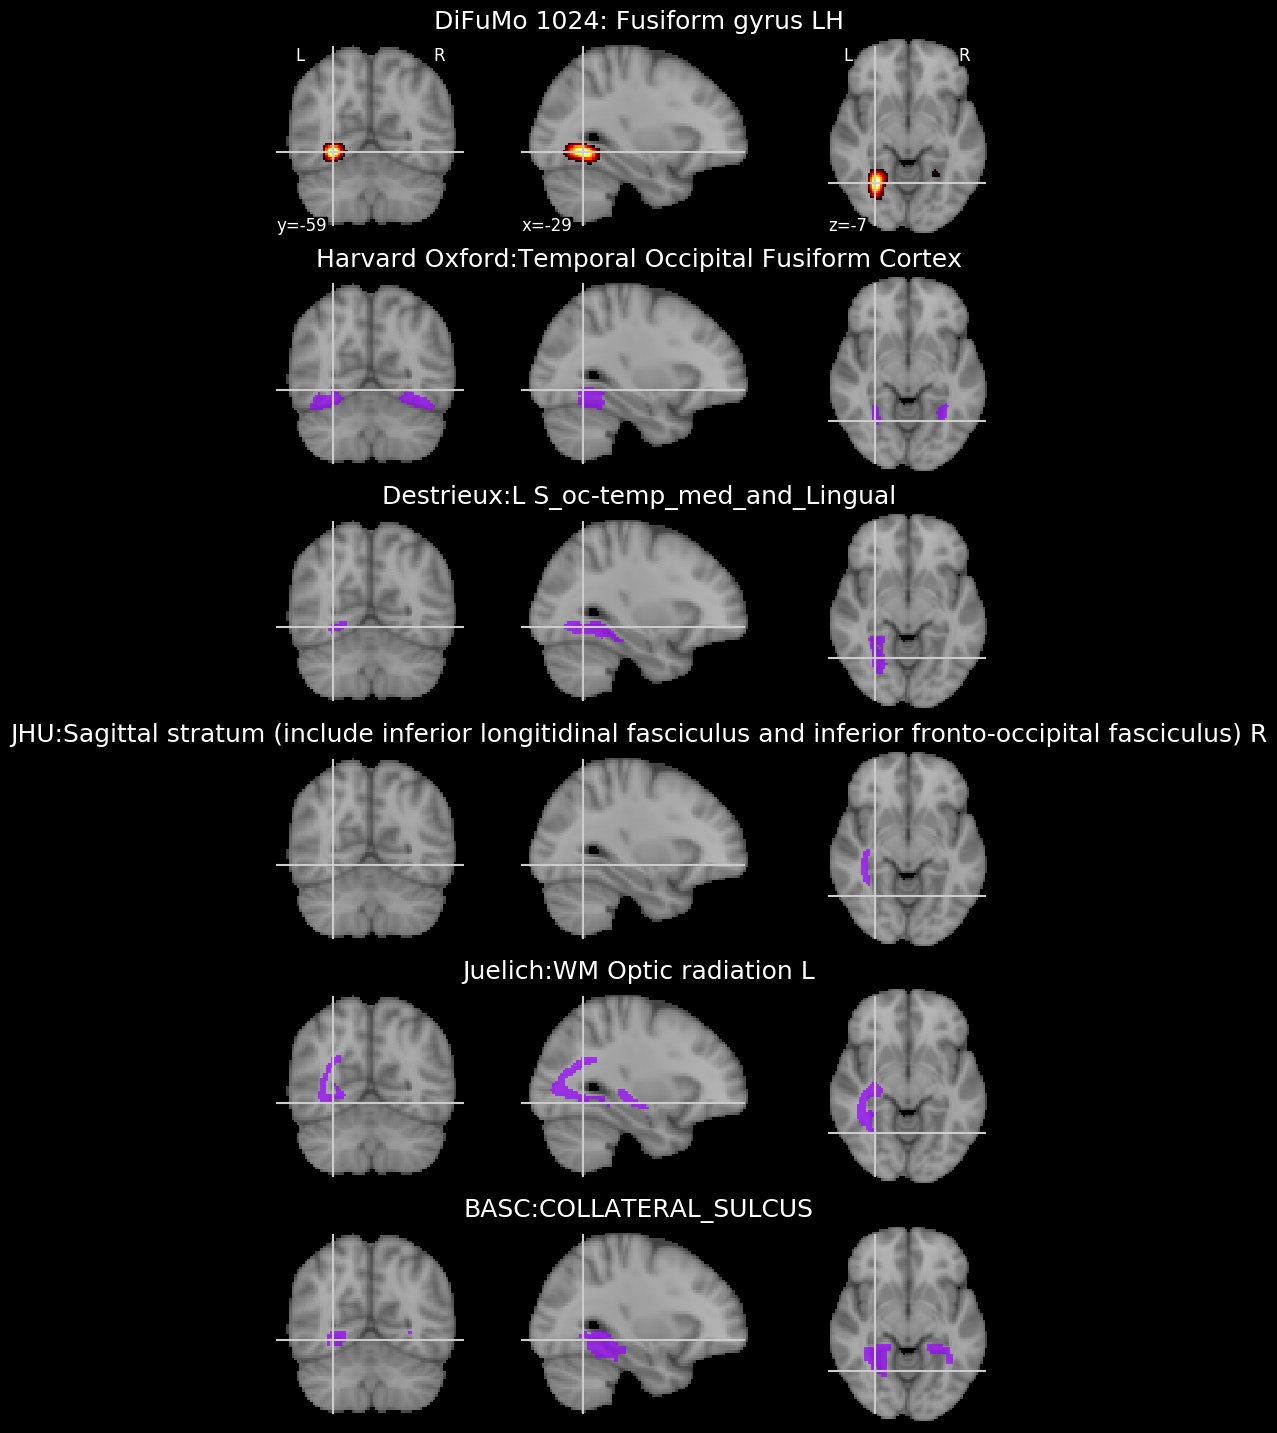 DiFuMo 1024: Fusiform gyrus LH
L R L R
y=-59 x=-29 z=-7
Harvard Oxford:Temporal Occipital Fusiform Cortex
Destrieux:L S_oc-temp_med_and_Lingual
JHU:Sagittal stratum (include inferior longitidinal fasciculus and inferior fronto-occipital fasciculus) R
Juelich:WM Optic radiation L
BASC:COLLATERAL_SULCUS